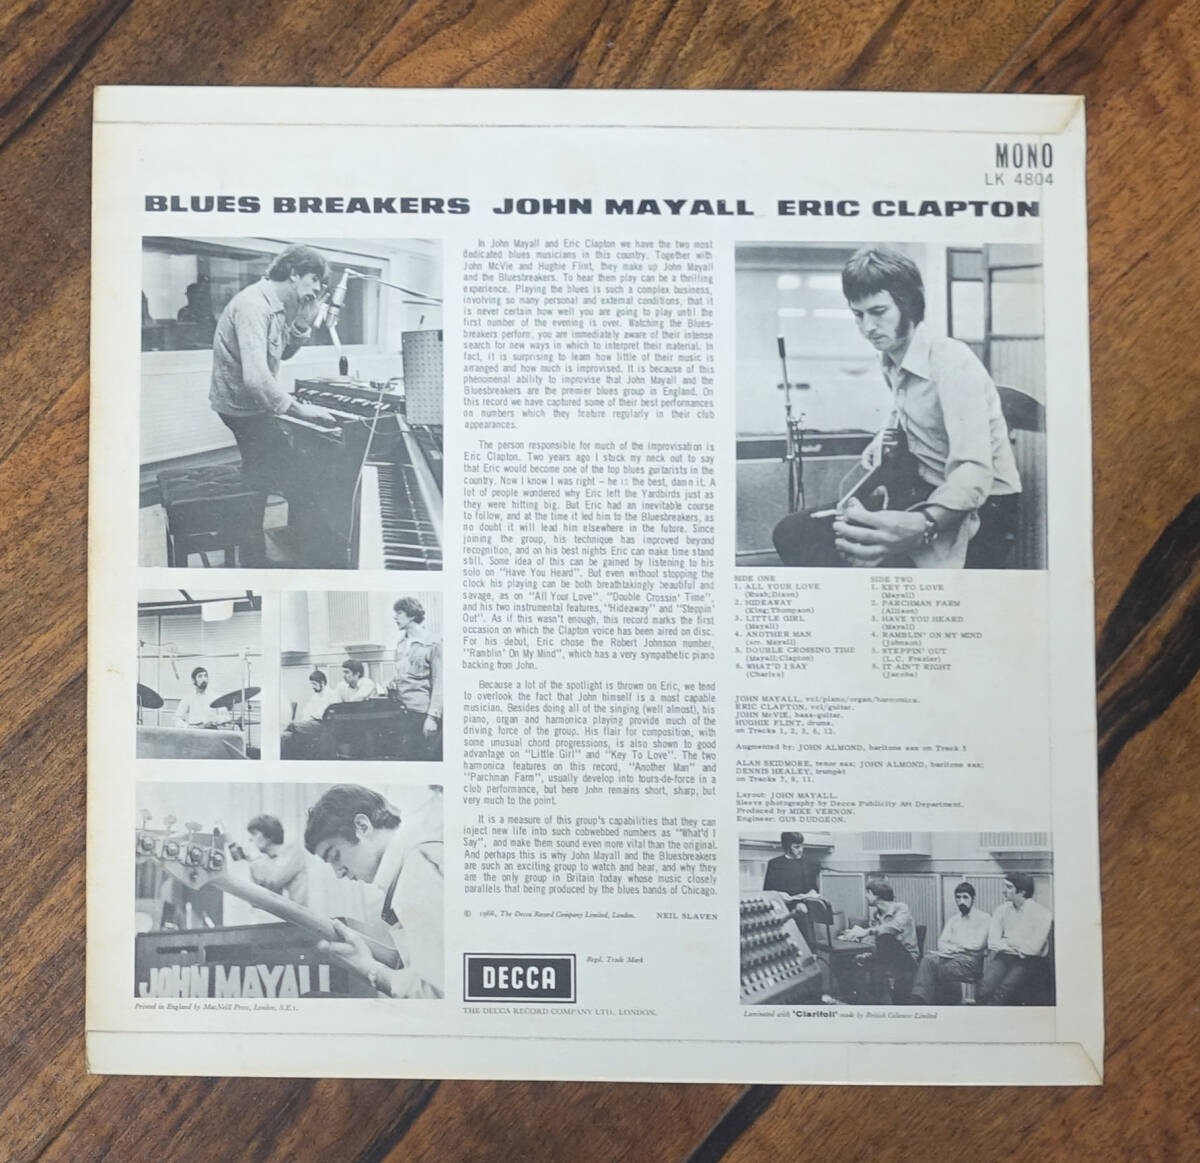 MONO
LK 4804
BLUES BREAKERS JOHN MAYALL ERIC CLAPTON
In John Mayall and Eric Clapton we have the two most
dedicated blues musicians in this country. Together with
John McVie and Hughie Flint, they make up John Mayall
and the Bluesbreakers. To hear them play can be a thrilling
experience. Playing the blues is such a complex business,
involving so many personal and external conditions, that it
is never certain how well you are going to play until the
first number of the evening is over. Watching the Blues-
breakers perform, you are immediately aware of their intense
search for new ways in which to interpret their material. In
fact, it is surprising to learn how little of their music is
arranged and how much is improvised. It is because of this
phenomenal ability to improvise that John Mayall and the
Bluesbreakers are the premier blues group in England. On
this record we have captured some of their best performances
on numbers which they feature regularly in their club
appearances.
The person responsible for much of the improvisation is
Eric Clapton. Two years ago I stuck my neck out to say
that Eric would become one of the top blues guitarists in the
country. Now I know I was right – he is the best, damn it. A
lot of people wondered why Eric left the Yardbirds just as
they were hitting big. But Eric had an inevitable course
to follow, and at the time it led him to the Bluesbreakers, as
no doubt it will lead him elsewhere in the future. Since
joining the group, his technique has improved beyond
recognition, and on his best nights Eric can make time stand
still. Some idea of this can be gained by listening to his
solo on "Have You Heard". But even without stopping the
clock his playing can be both breathtakingly beautiful and
savage, as on "All Your Love". "Double Crossin' Time",
and his two instrumental features, "Hideaway" and "Steppin'
Out". As if this wasn't enough, this record marks the first
occasion on which the Clapton voice has been aired on disc.
For his debut, Eric chose the Robert Johnson number,
"Ramblin' On My Mind", which has a very sympathetic piano
backing from John.
Because a lot of the spotlight is thrown on Eric, we tend
to overlook the fact that John himself is a most capable
musician. Besides doing all of the singing (well almost), his
piano, organ and harmonica playing provide much of the
driving force of the group. His flair for composition, with
some unusual chord progressions, is also shown to good
advantage on "Little Girl" and "Key To Love". The two
harmonica features on this record, "Another Man" and
"Parchman Farm", usually develop into tours-de-force in a
club performance, but here John remains short, sharp, but
very much to the point.
It is a measure of this group's capabilities that they can
inject new life into such cobwebbed numbers as "What'd I
Say", and make them sound even more vital than the original.
And perhaps this is why John Mayall and the Bluesbreakers
are such an exciting group to watch and hear, and why they
are the only group in Britain today whose music closely
parallels that being produced by the blues bands of Chicago.
© 1966, The Decca Record Company Limited, London. NEIL SLAVEN
DECCA
Regd. Trade Mark
THE DECCA RECORD COMPANY LTD., LONDON.
SIDE ONE
1. ALL YOUR LOVE
(Rush;Dixon)
2. HIDEAWAY
(King;Thompson)
3. LITTLE GIRL
(Mayall)
4. ANOTHER MAN
(arr. Mayall)
5. DOUBLE CROSSING TIME
(Mayall;Clapton)
6. WHAT'D I SAY
(Charles)
SIDE TWO
1. KEY TO LOVE
(Mayall)
2. PARCHMAN FARM
(Allison)
3. HAVE YOU HEARD
(Mayall)
4. RAMBLIN' ON MY MIND
(Johnson)
5. STEPPIN' OUT
(L.C. Frazier)
6. IT AIN'T RIGHT
(Jacobs)
JOHN MAYALL, vcl/piano/organ/harmonica.
ERIC CLAPTON, vcl/guitar.
JOHN McVIE, bass-guitar.
HUGHIE FLINT, drums.
on Tracks 1, 2, 3, 6, 12.
Augmented by: JOHN ALMOND, baritone sax on Track 5
ALAN SKIDMORE, tenor sax; JOHN ALMOND, baritone sax;
DENNIS HEALEY, trumpet
on Tracks 7, 9, 11.
Layout: JOHN MAYALL.
Sleeve photography by Decca Publicity Art Department.
Produced by MIKE VERNON.
Engineer: GUS DUDGEON.
JOHN MAYALL
Printed in England by MacNeill Press, London, S.E.1.
Laminated with 'Clarifoil' made by British Celanese Limited